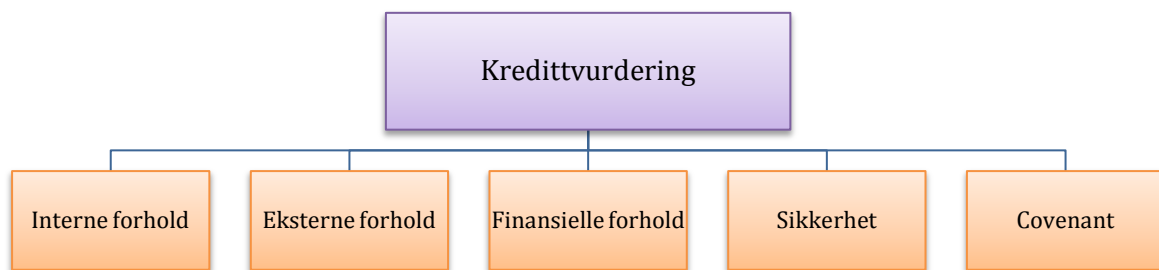 Kredittvurdering
Interne forhold
Eksterne forhold
Finansielle forhold
Sikkerhet
Covenant